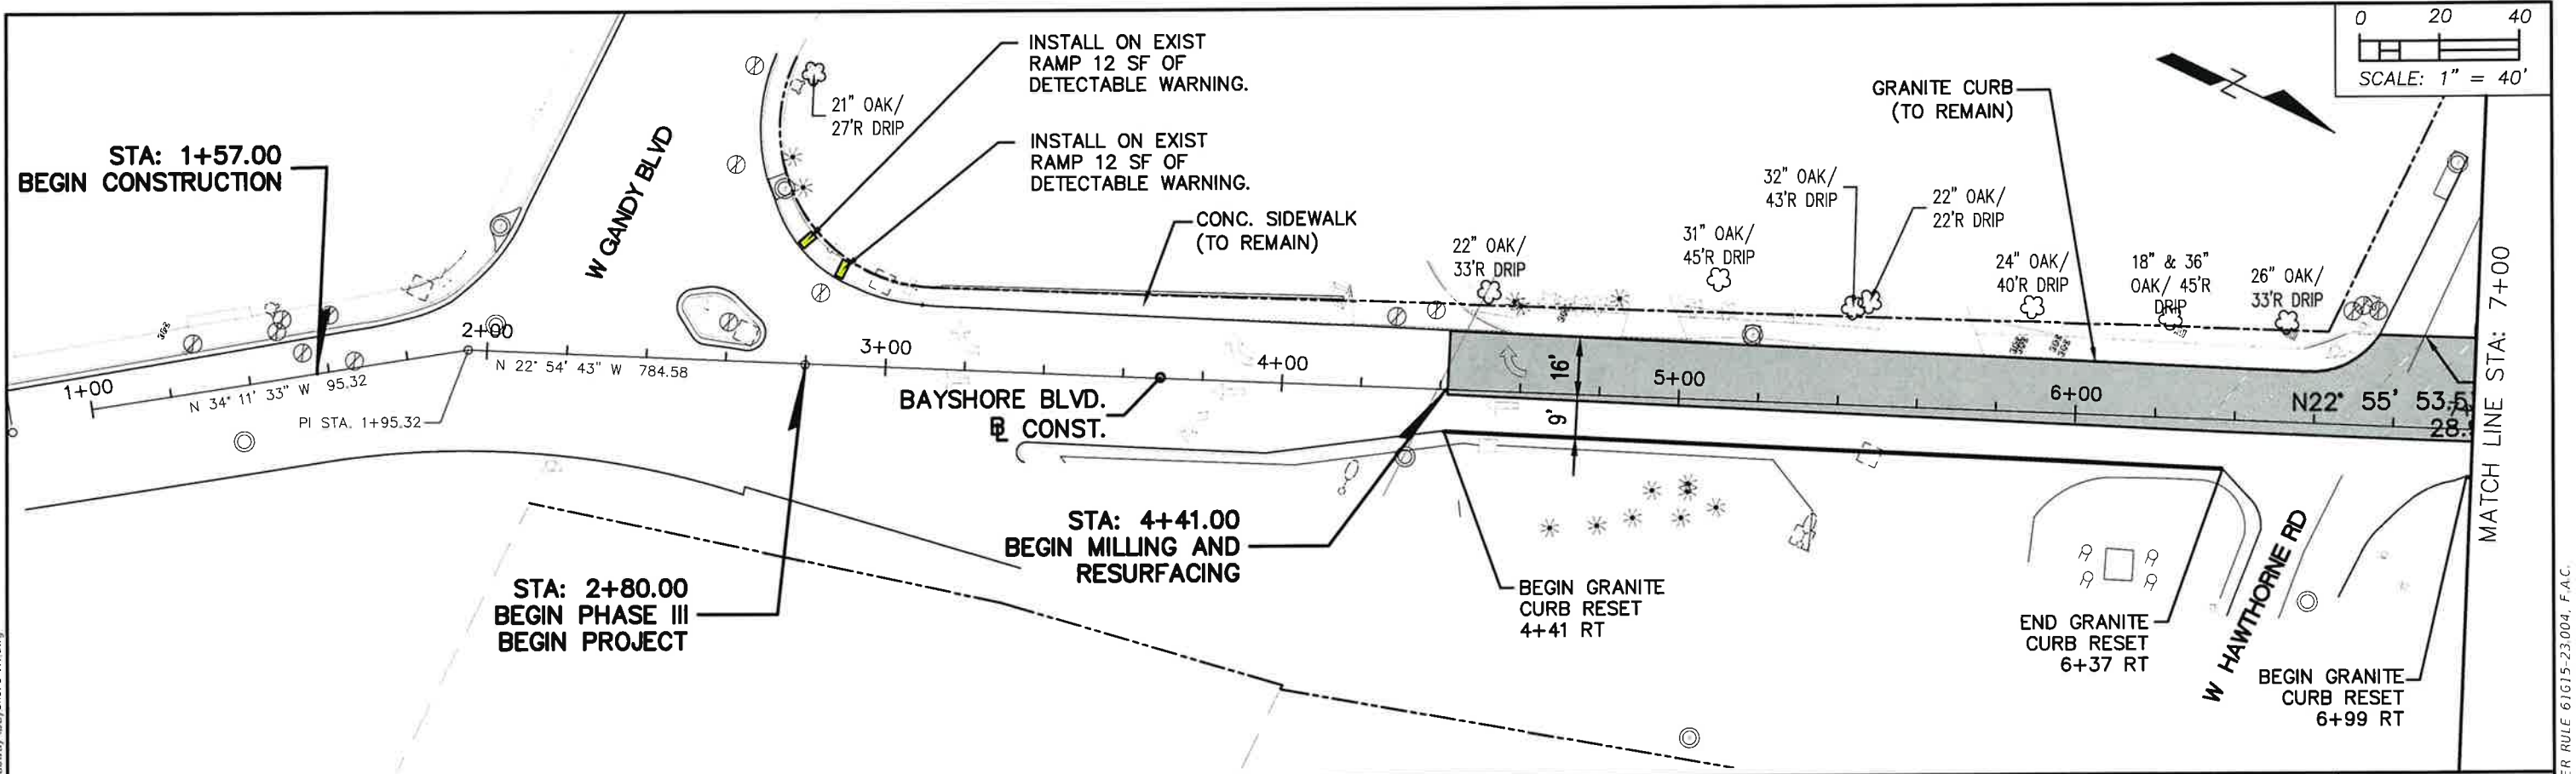 0 20 40
SCALE: 1" = 40'
INSTALL ON EXIST
RAMP 12 SF OF
DETECTABLE WARNING.
21" OAK/
27'R DRIP
INSTALL ON EXIST
RAMP 12 SF OF
DETECTABLE WARNING.
GRANITE CURB
(TO REMAIN)
STA: 1+57.00
BEGIN CONSTRUCTION
W GANDY BLVD
CONC. SIDEWALK
(TO REMAIN)
22" OAK/
33'R DRIP
31" OAK/
45'R DRIP
32" OAK/
43'R DRIP
22" OAK/
22'R DRIP
24" OAK/
40'R DRIP
18" & 36"
OAK/ 45'R
DRIP
26" OAK/
33'R DRIP
MATCH LINE STA: 7+00
1+00
2+00
3+00
4+00
5+00
6+00
N 34° 11' 33" W 95.32
N 22° 54' 43" W 784.58
PI STA. 1+95.32
BAYSHORE BLVD.
BL CONST.
16'
9'
N22° 55' 53.5
28.
STA: 4+41.00
BEGIN MILLING AND
RESURFACING
STA: 2+80.00
BEGIN PHASE III
BEGIN PROJECT
BEGIN GRANITE
CURB RESET
4+41 RT
END GRANITE
CURB RESET
6+37 RT
W HAWTHORNE RD
BEGIN GRANITE
CURB RESET
6+99 RT
RULE 61G15-23.004, F.A.C.